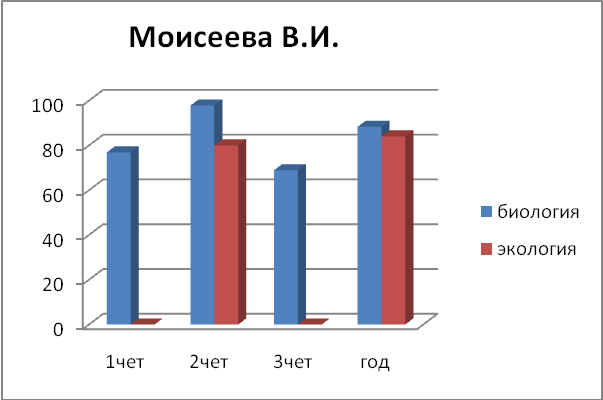 Моисеева В.И.
100
80
60
40
20
0
1чет 2чет 3чет год
биология
экология